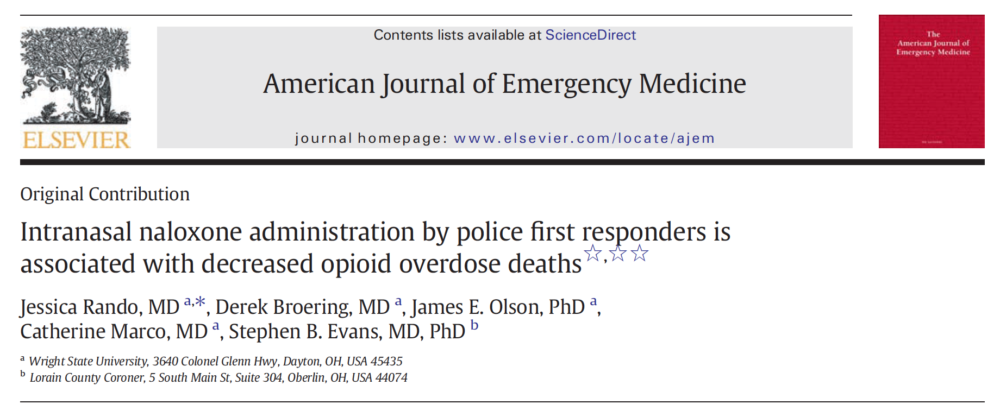 Contents lists available at ScienceDirect
American Journal of Emergency Medicine
journal homepage: www.elsevier.com/locate/ajem
ELSEVIER
The
American Journal of
Emergency Medicine
Original Contribution
Intranasal naloxone administration by police first responders is
associated with decreased opioid overdose deaths☆,☆☆
Jessica Rando, MD a,*, Derek Broering, MD a, James E. Olson, PhD a,
Catherine Marco, MD a, Stephen B. Evans, MD, PhD b
a Wright State University, 3640 Colonel Glenn Hwy, Dayton, OH, USA 45435
b Lorain County Coroner, 5 South Main St, Suite 304, Oberlin, OH, USA 44074